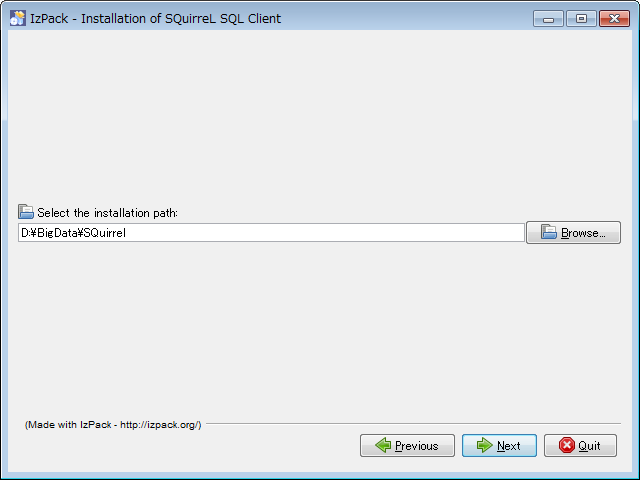 IzPack - Installation of SQuirreL SQL Client
Select the installation path:
D:¥BigData¥SQuirrel
Browse...
(Made with IzPack - http://izpack.org/)
Previous
Next
Quit